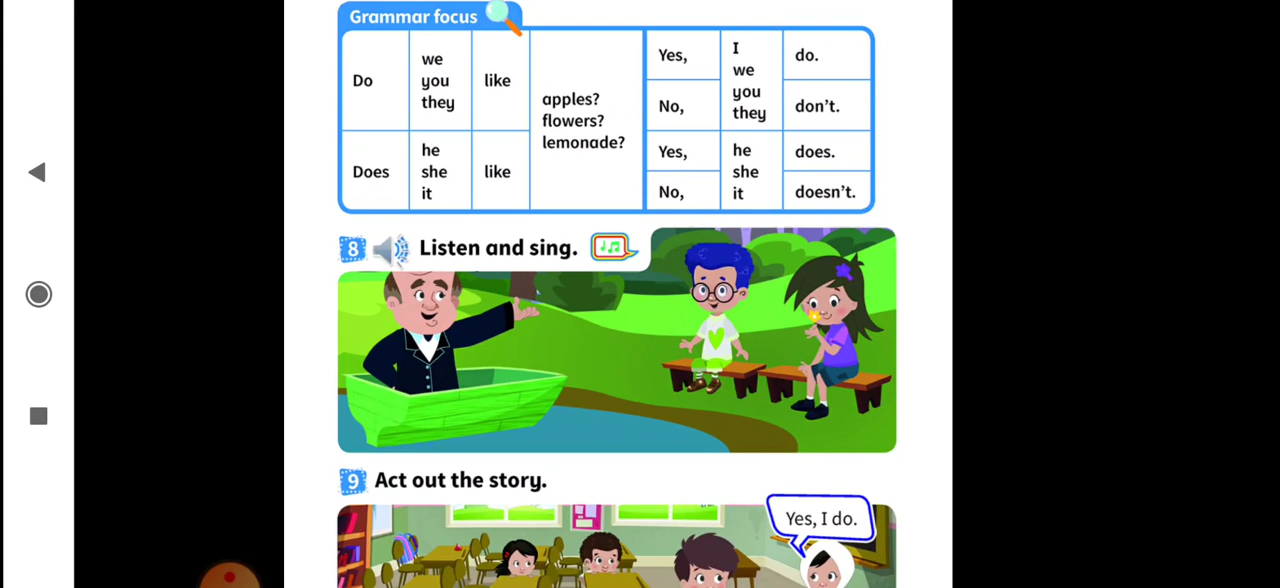 Grammar focus
Do
we
you
they
like
apples?
flowers?
lemonade?
Yes,
I
we
you
they
do.
No,
don't.
Does
he
she
it
like
Yes,
he
she
it
does.
No,
doesn't.
8 Listen and sing.
9 Act out the story.
Yes, I do.